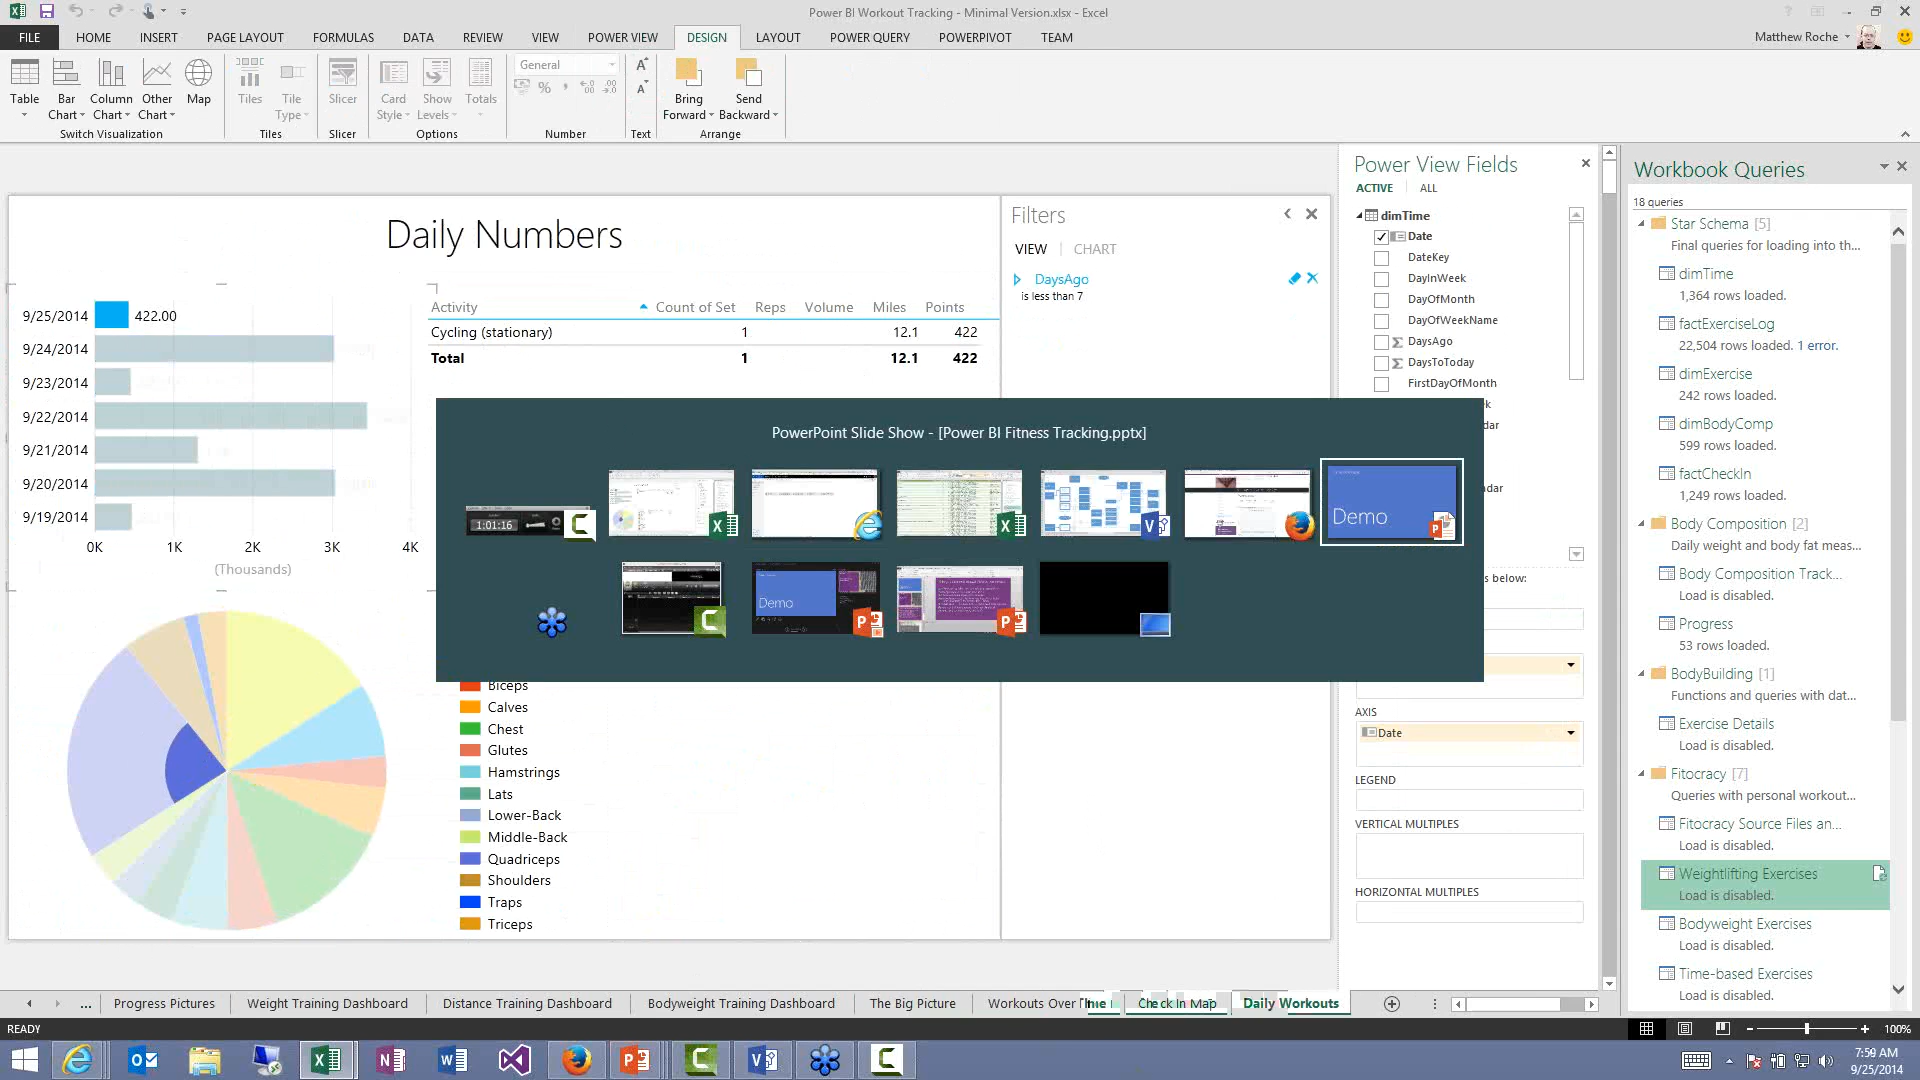 Power BI Workout Tracking - Minimal Version.xlsx - Excel
FILE HOME INSERT PAGE LAYOUT FORMULAS DATA REVIEW VIEW POWER VIEW DESIGN LAYOUT POWER QUERY POWERPIVOT TEAM
Matthew Roche
Table
Bar Chart
Column Chart
Other Chart
Map
Switch Visualization
Tiles
Tile Type
Tiles
Slicer
Slicer
Card Style
Show Levels
Totals
Options
General
%
Number
Text
Bring Forward
Send Backward
Arrange
Daily Numbers
9/25/2014 422.00
9/24/2014
9/23/2014
9/22/2014
9/21/2014
9/20/2014
9/19/2014
0K 1K 2K 3K 4K
(Thousands)
Activity Count of Set Reps Volume Miles Points
Cycling (stationary) 1 12.1 422
Total 1 12.1 422
Biceps
Calves
Chest
Glutes
Hamstrings
Lats
Lower-Back
Middle-Back
Quadriceps
Shoulders
Traps
Triceps
Filters
VIEW CHART
DaysAgo
is less than 7
PowerPoint Slide Show - [Power BI Fitness Tracking.pptx]
1:01:16
Demo
Demo
Power View Fields
ACTIVE ALL
dimTime
Date
DateKey
DayInWeek
DayOfMonth
DayOfWeekName
DaysAgo
DaysToToday
FirstDayOfMonth
s below:
AXIS
Date
LEGEND
VERTICAL MULTIPLES
HORIZONTAL MULTIPLES
Workbook Queries
18 queries
Star Schema [5]
Final queries for loading into th...
dimTime
1,364 rows loaded.
factExerciseLog
22,504 rows loaded. 1 error.
dimExercise
242 rows loaded.
dimBodyComp
599 rows loaded.
factCheckIn
1,249 rows loaded.
Body Composition [2]
Daily weight and body fat meas...
Body Composition Track...
Load is disabled.
Progress
53 rows loaded.
BodyBuilding [1]
Functions and queries with dat...
Exercise Details
Load is disabled.
Fitocracy [7]
Queries with personal workout...
Fitocracy Source Files an...
Load is disabled.
Weightlifting Exercises
Load is disabled.
Bodyweight Exercises
Load is disabled.
Time-based Exercises
Load is disabled.
... Progress Pictures Weight Training Dashboard Distance Training Dashboard Bodyweight Training Dashboard The Big Picture Workouts Over Time Check In Map Daily Workouts
READY
100%
7:59 AM
9/25/2014